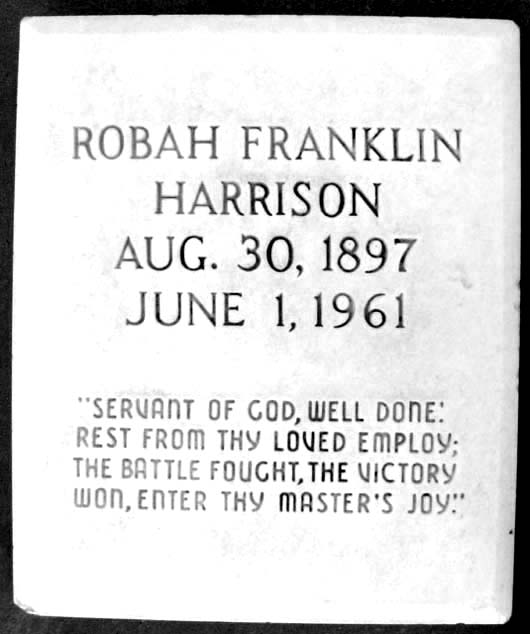 ROBAH FRANKLIN
HARRISON
AUG. 30, 1897
JUNE 1, 1961
"SERVANT OF GOD, WELL DONE!
REST FROM THY LOVED EMPLOY;
THE BATTLE FOUGHT, THE VICTORY
WON, ENTER THY MASTER'S JOY."